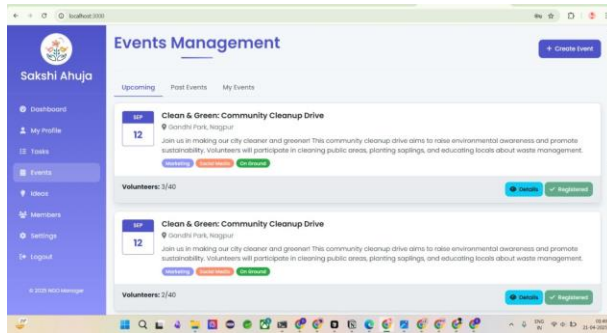 localhost:3000
Sakshi Ahuja
Dashboard
My Profile
Tasks
Events
Ideas
Members
Settings
Logout
© 2025 NGO Manager
Events Management
+ Create Event
Upcoming
Past Events
My Events
SEP
12
Clean & Green: Community Cleanup Drive
Gandhi Park, Nagpur
Join us in making our city cleaner and greener! This community cleanup drive aims to raise environmental awareness and promote
sustainability. Volunteers will participate in cleaning public areas, planting saplings, and educating locals about waste management.
Marketing
Social Media
On Ground
Volunteers: 3/40
Details
Registered
SEP
12
Clean & Green: Community Cleanup Drive
Gandhi Park, Nagpur
Join us in making our city cleaner and greener! This community cleanup drive aims to raise environmental awareness and promote
sustainability. Volunteers will participate in cleaning public areas, planting saplings, and educating locals about waste management.
Marketing
Social Media
On Ground
Volunteers: 2/40
Details
Registered
ENG
IN